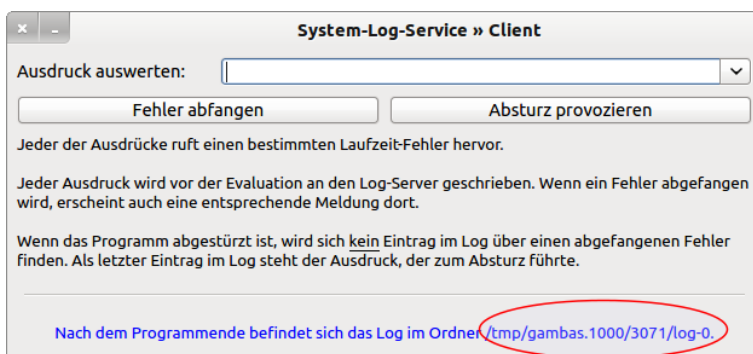 System-Log-Service » Client
Ausdruck auswerten:
Fehler abfangen
Absturz provozieren
Jeder der Ausdrücke ruft einen bestimmten Laufzeit-Fehler hervor.
Jeder Ausdruck wird vor der Evaluation an den Log-Server geschrieben. Wenn ein Fehler abgefangen
wird, erscheint auch eine entsprechende Meldung dort.
Wenn das Programm abgestürzt ist, wird sich kein Eintrag im Log über einen abgefangenen Fehler
finden. Als letzter Eintrag im Log steht der Ausdruck, der zum Absturz führte.
Nach dem Programmende befindet sich das Log im Ordner /tmp/gambas.1000/3071/log-0.